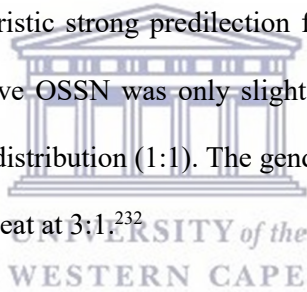 ristic strong predilection f
ve OSSN was only slight
distribution (1:1). The gend
eat at 3:1.232
UNIVERSITY of the
WESTERN CAPE